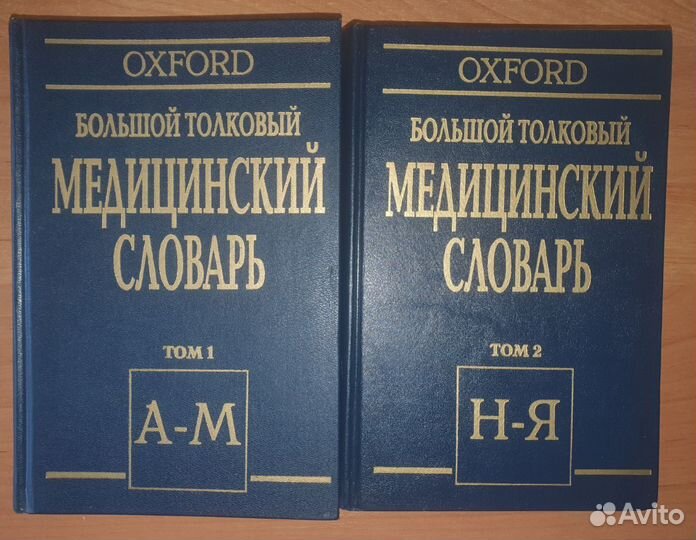 OXFORD
БОЛЬШОЙ ТОЛКОВЫЙ
МЕДИЦИНСКИЙ
СЛОВАРЬ
ТОМ 1
А-М
OXFORD
БОЛЬШОЙ ТОЛКОВЫЙ
МЕДИЦИНСКИЙ
СЛОВАРЬ
ТОМ 2
Н-Я
Avito